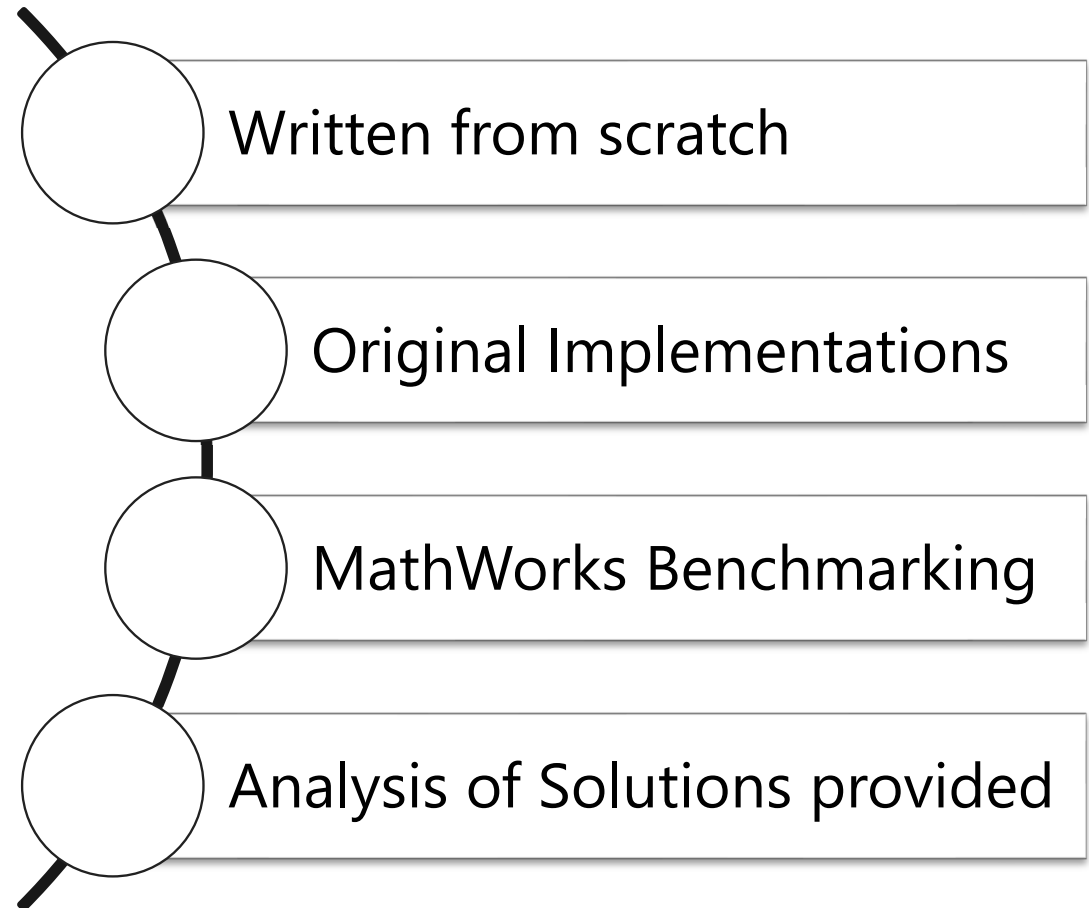 Written from scratch
Original Implementations
MathWorks Benchmarking
Analysis of Solutions provided